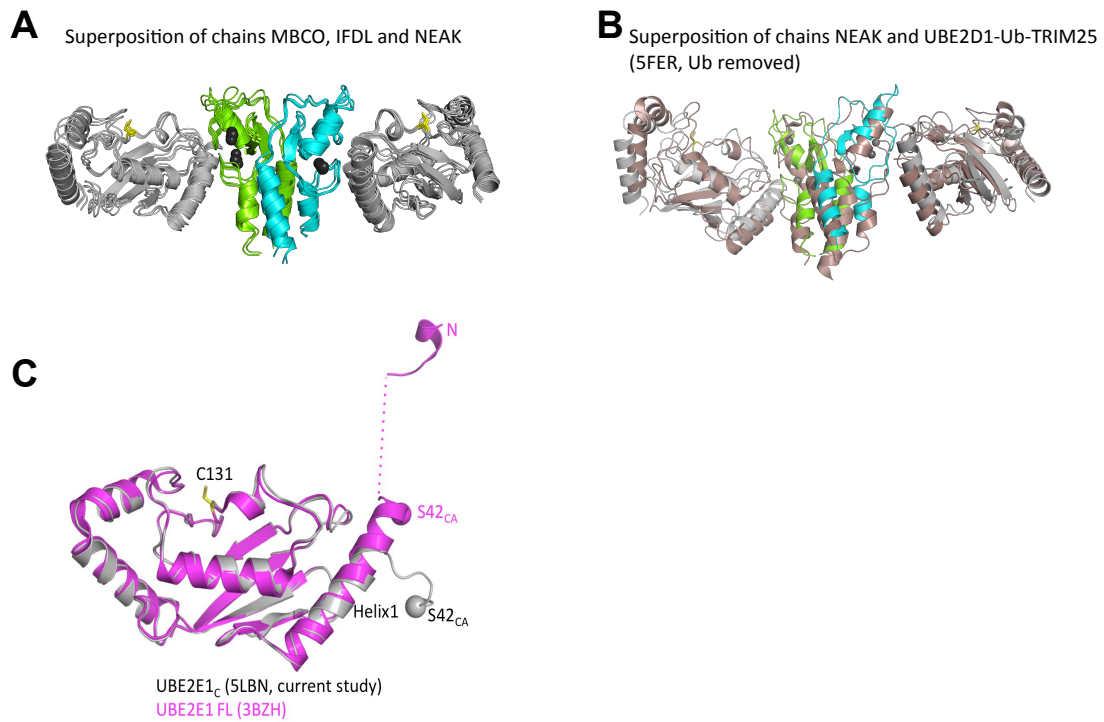 A
Superposition of chains MBCO, IFDL and NEAK
B
Superposition of chains NEAK and UBE2D1-Ub-TRIM25
(5FER, Ub removed)
C
N
C131
S42CA
Helix1
S42CA
UBE2E1C (5LBN, current study)
UBE2E1 FL (3BZH)